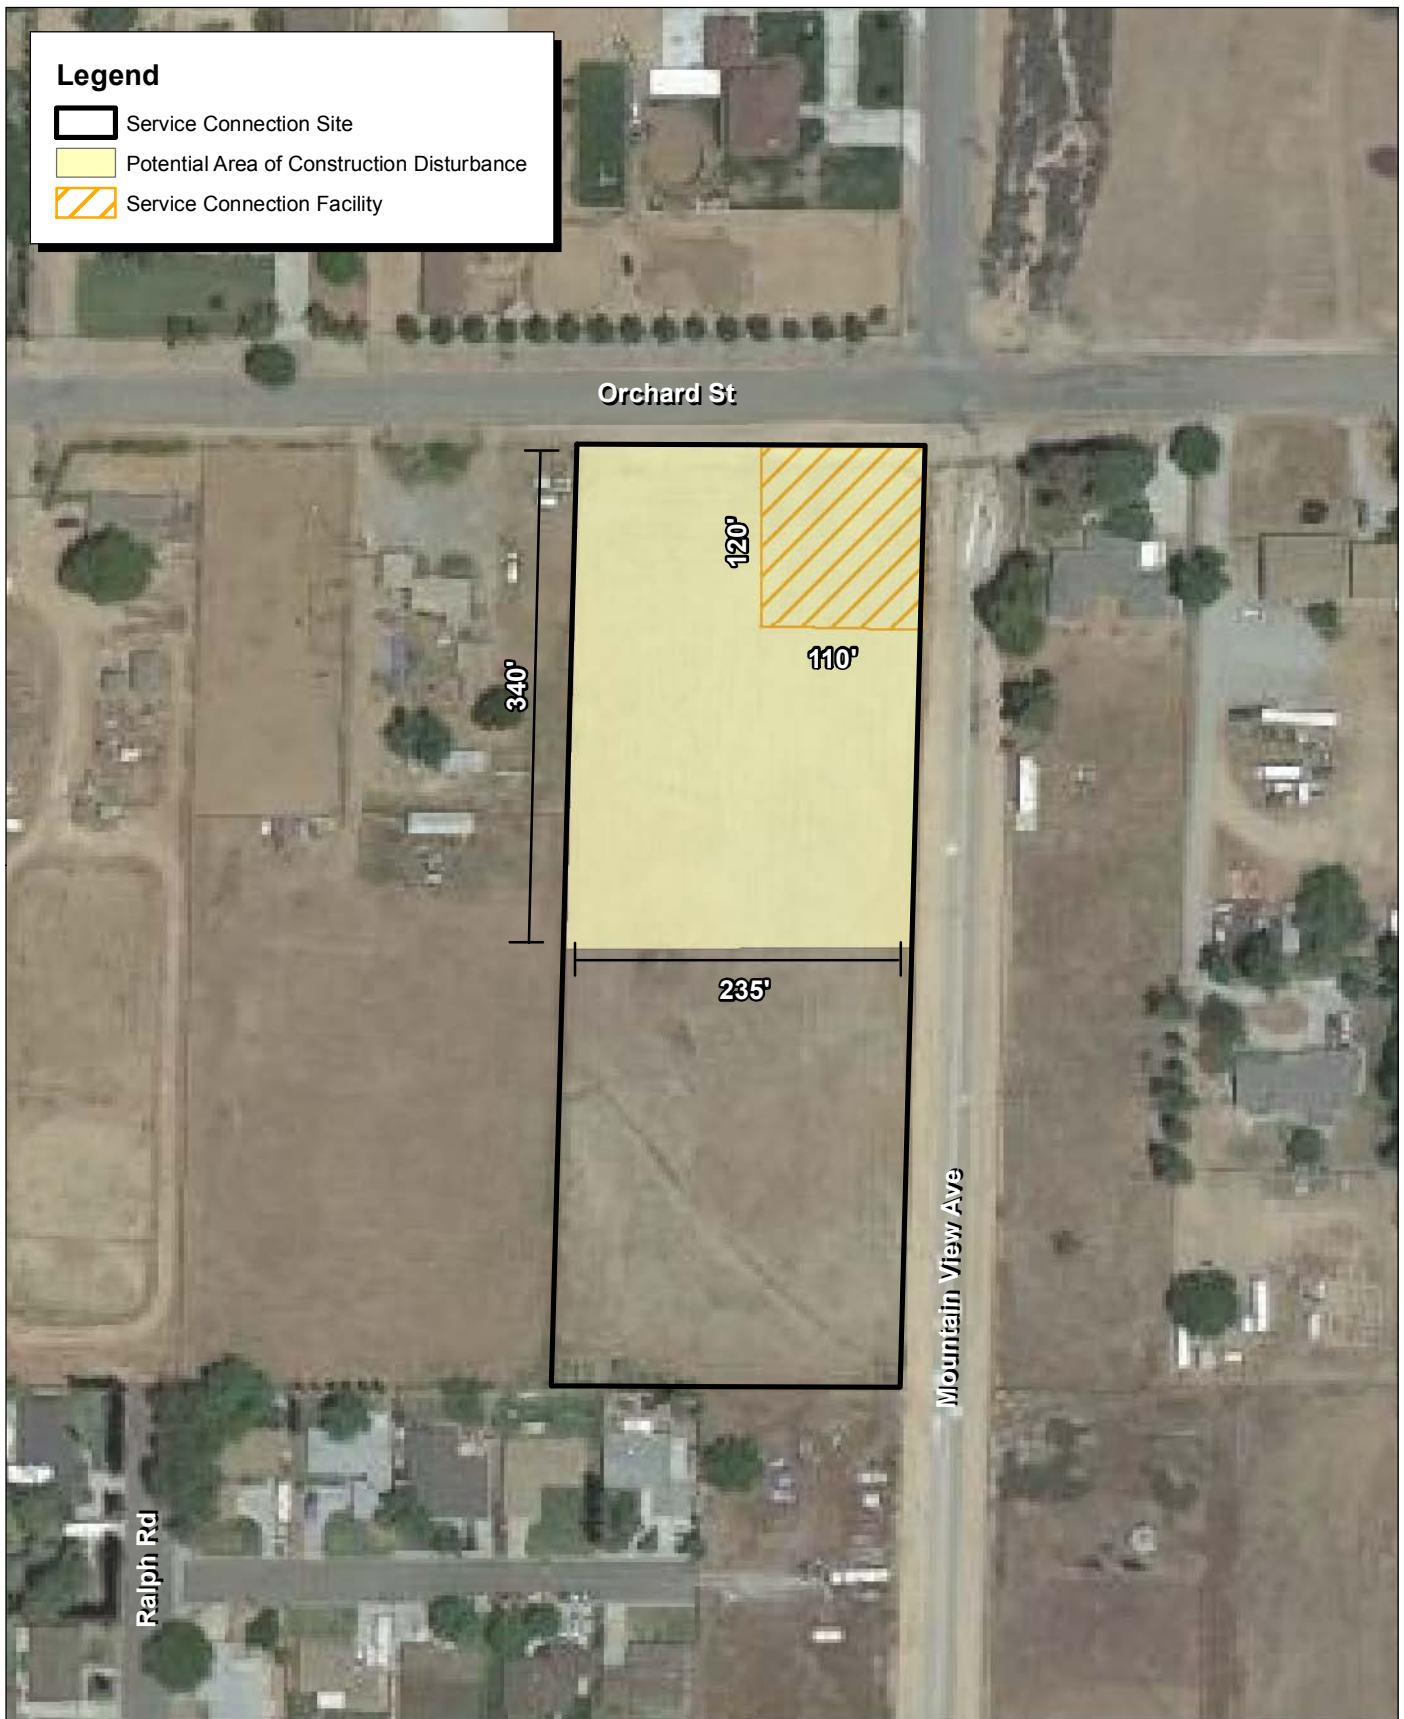 Legend
Service Connection Site
Potential Area of Construction Disturbance
Service Connection Facility
Orchard St
120'
110'
340'
235'
Mountain View Ave
Ralph Rd